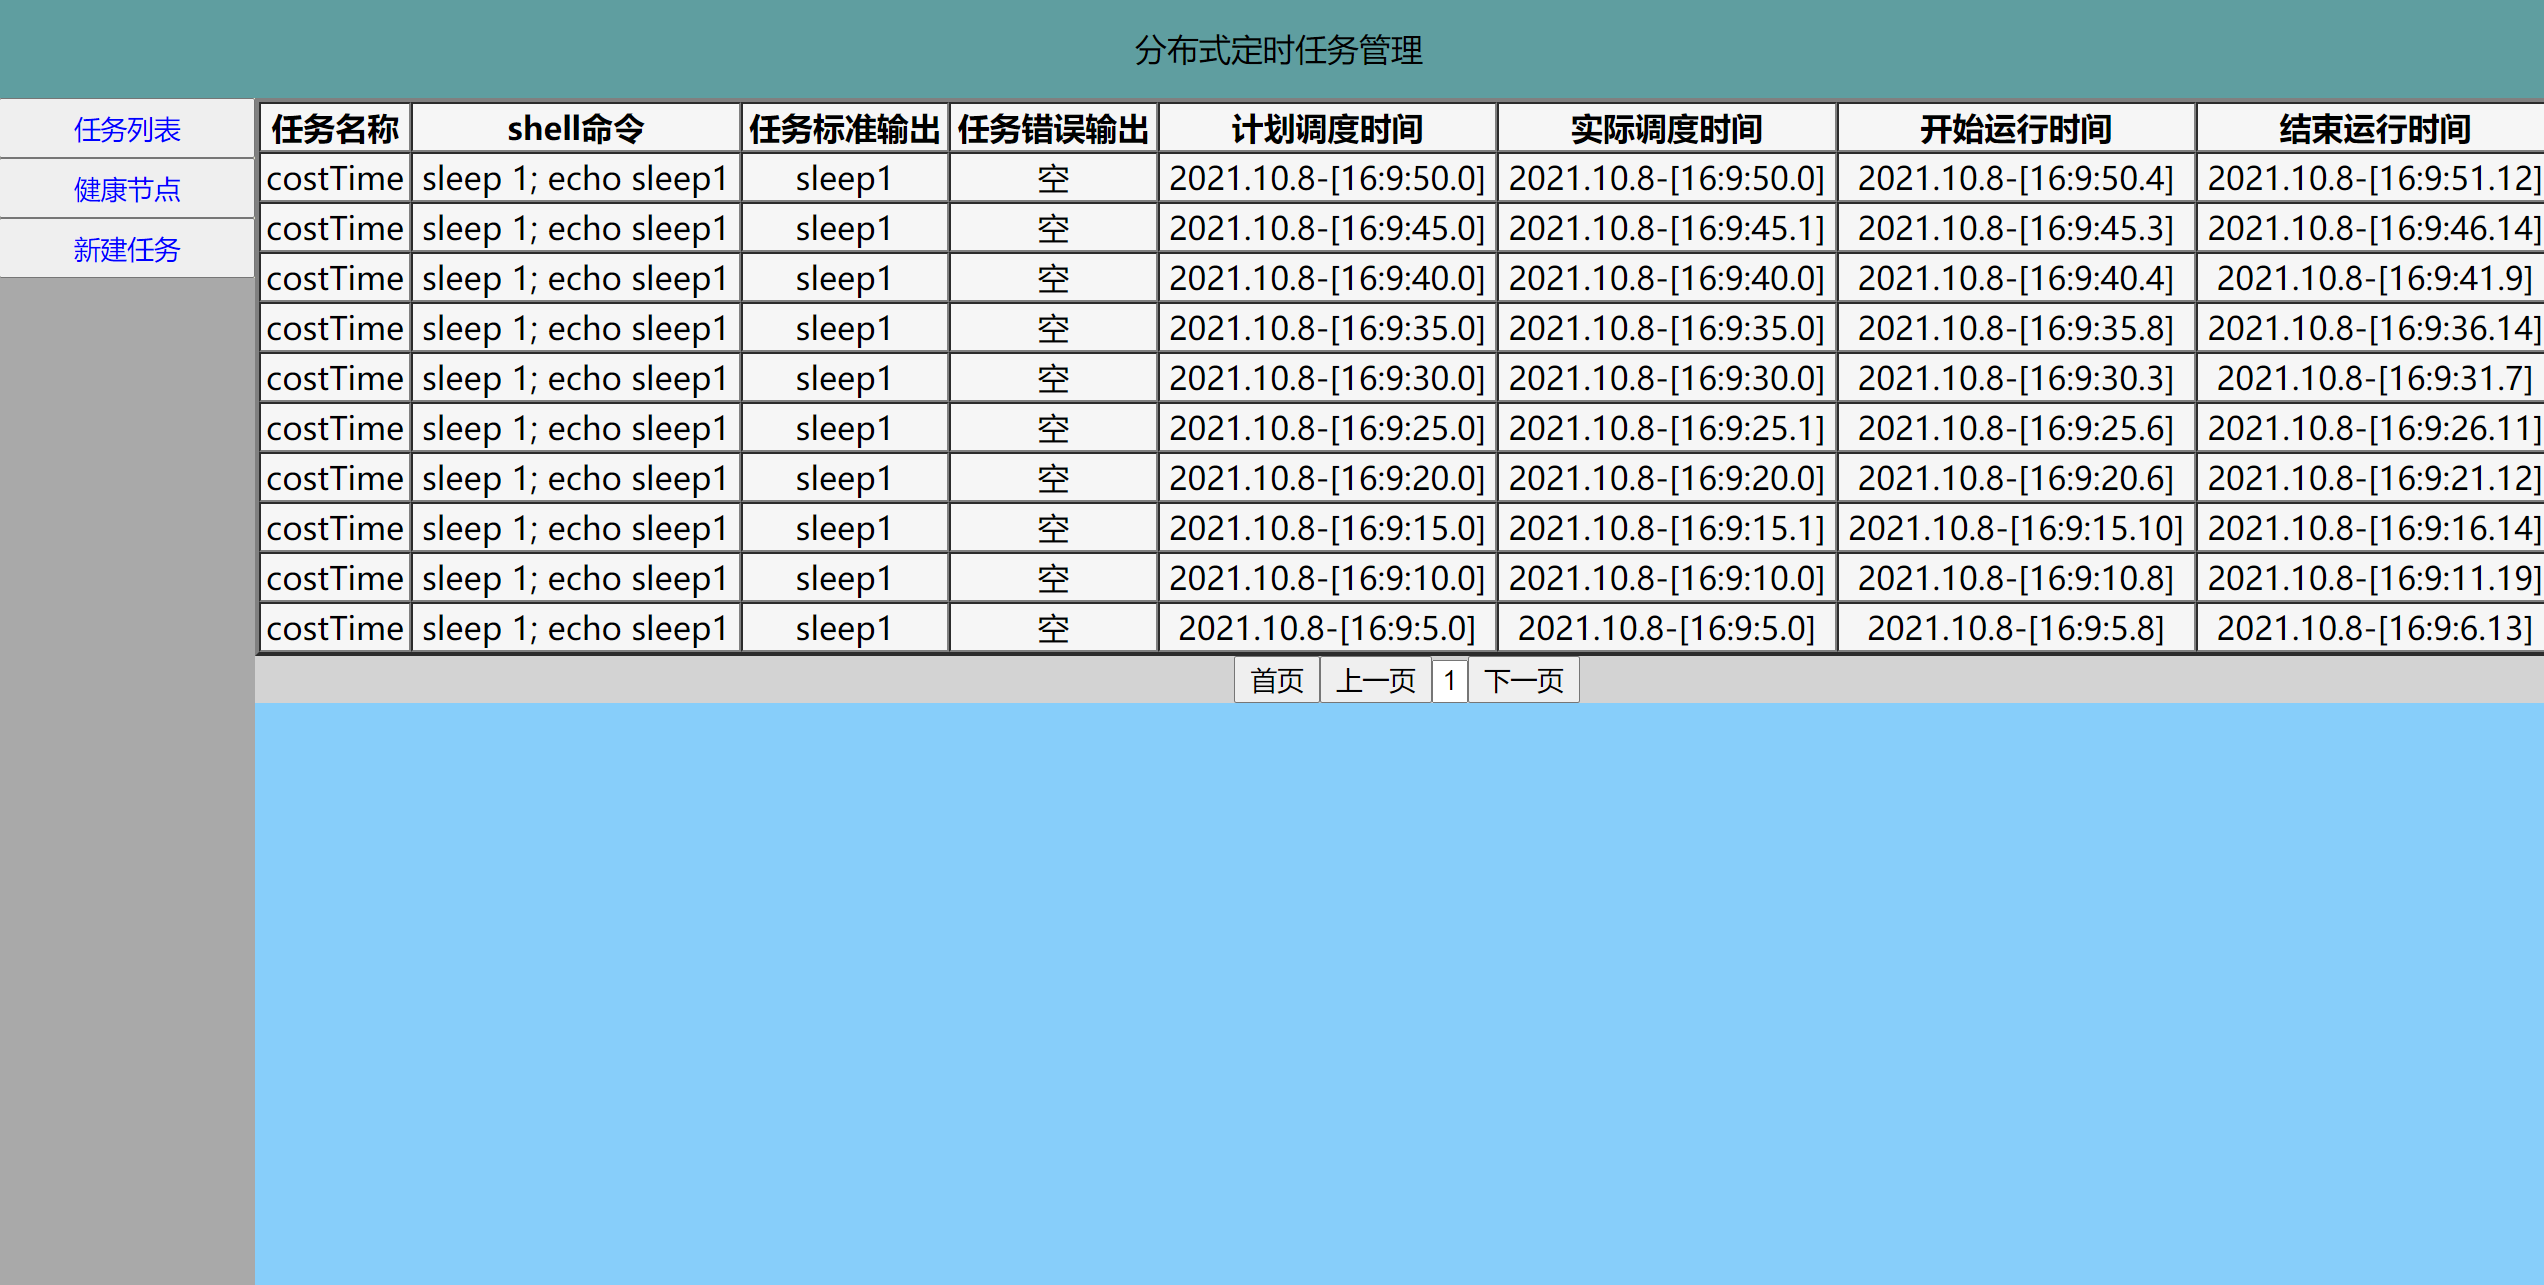 分布式定时任务管理
任务列表
健康节点
新建任务
任务名称 shell命令 任务标准输出 任务错误输出 计划调度时间 实际调度时间 开始运行时间 结束运行时间
costTime sleep 1; echo sleep1 sleep1 空 2021.10.8-[16:9:50.0] 2021.10.8-[16:9:50.0] 2021.10.8-[16:9:50.4] 2021.10.8-[16:9:51.12]
costTime sleep 1; echo sleep1 sleep1 空 2021.10.8-[16:9:45.0] 2021.10.8-[16:9:45.1] 2021.10.8-[16:9:45.3] 2021.10.8-[16:9:46.14]
costTime sleep 1; echo sleep1 sleep1 空 2021.10.8-[16:9:40.0] 2021.10.8-[16:9:40.0] 2021.10.8-[16:9:40.4] 2021.10.8-[16:9:41.9]
costTime sleep 1; echo sleep1 sleep1 空 2021.10.8-[16:9:35.0] 2021.10.8-[16:9:35.0] 2021.10.8-[16:9:35.8] 2021.10.8-[16:9:36.14]
costTime sleep 1; echo sleep1 sleep1 空 2021.10.8-[16:9:30.0] 2021.10.8-[16:9:30.0] 2021.10.8-[16:9:30.3] 2021.10.8-[16:9:31.7]
costTime sleep 1; echo sleep1 sleep1 空 2021.10.8-[16:9:25.0] 2021.10.8-[16:9:25.1] 2021.10.8-[16:9:25.6] 2021.10.8-[16:9:26.11]
costTime sleep 1; echo sleep1 sleep1 空 2021.10.8-[16:9:20.0] 2021.10.8-[16:9:20.0] 2021.10.8-[16:9:20.6] 2021.10.8-[16:9:21.12]
costTime sleep 1; echo sleep1 sleep1 空 2021.10.8-[16:9:15.0] 2021.10.8-[16:9:15.1] 2021.10.8-[16:9:15.10] 2021.10.8-[16:9:16.14]
costTime sleep 1; echo sleep1 sleep1 空 2021.10.8-[16:9:10.0] 2021.10.8-[16:9:10.0] 2021.10.8-[16:9:10.8] 2021.10.8-[16:9:11.19]
costTime sleep 1; echo sleep1 sleep1 空 2021.10.8-[16:9:5.0] 2021.10.8-[16:9:5.0] 2021.10.8-[16:9:5.8] 2021.10.8-[16:9:6.13]
首页 上一页 1 下一页